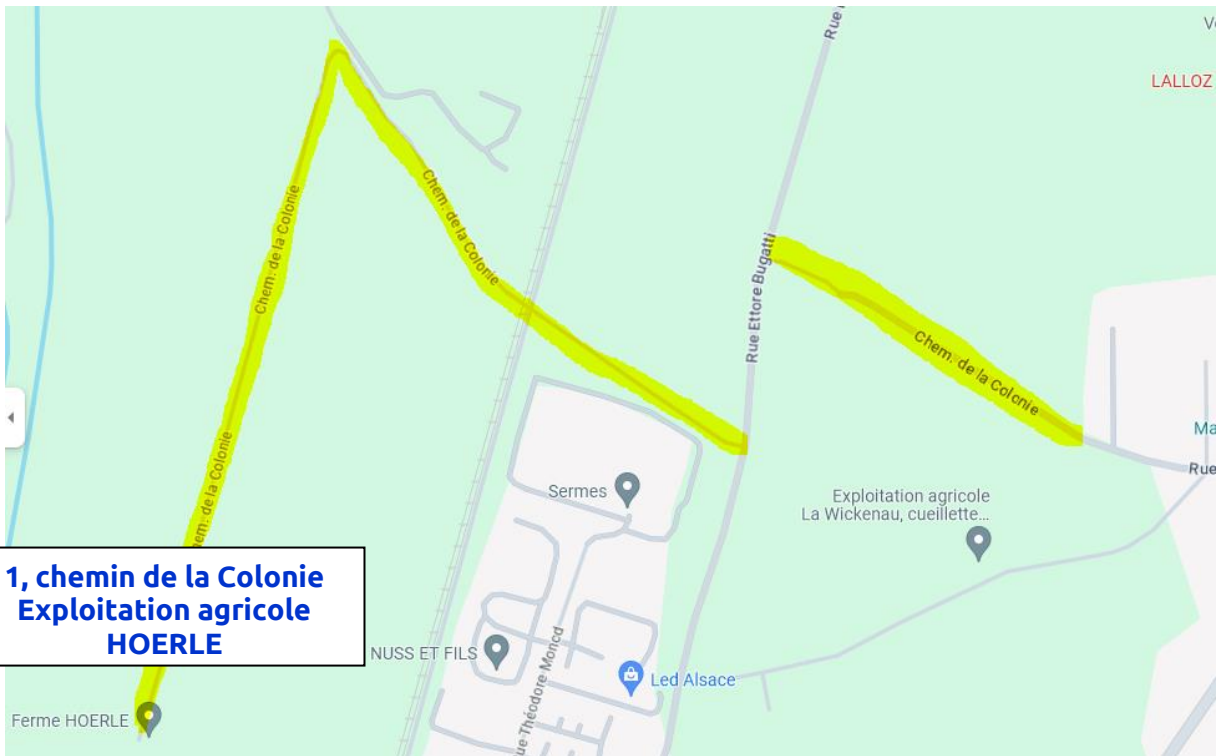 Rue
LALLOZ
Chem. de la Colonie
Chem. de la Colonie
Rue Ettore Bugatti
Chem. de la Colonie
Chem. de la Colonie
Ma
Rue
Sermes
Exploitation agricole
La Wickenau, cueillette...
hem. de la Colonie
1, chemin de la Colonie
Exploitation agricole
HOERLE
NUSS ET FILS
ue Théodore Monod
Led Alsace
Ferme HOERLE